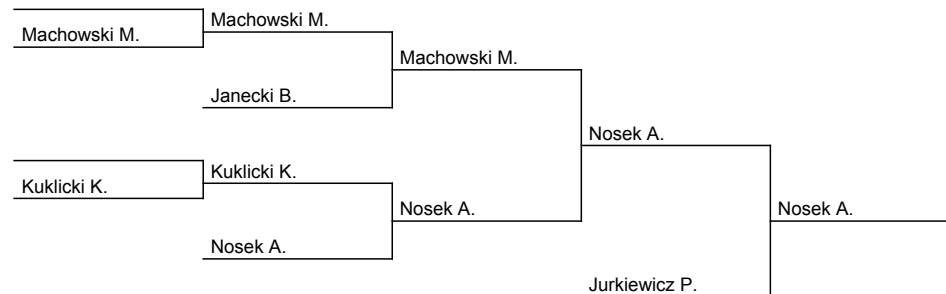 Machowski M.
Machowski M.
Machowski M.
Janecki B.
Nosek A.
Kuklicki K.
Kuklicki K.
Nosek A.
Nosek A.
Nosek A.
Jurkiewicz P.